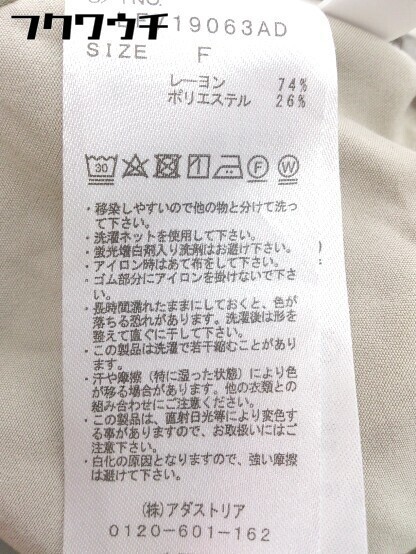 フクウクチ
19063AD
SIZE F
レーヨン 74%
ポリエステル 26%
30
F
W
・移染しやすいので他の物と分けて洗っ
て下さい。
・洗濯ネットを使用して下さい。
・蛍光増白剤入り洗剤はお避け下さい。
・アイロン時はあて布をして下さい。
・ゴム部分にアイロンを掛けないで下さ
い。
・長時間濡れたままにしておくと、色が
落ちる恐れがあります。洗濯後は形を
整えて直ぐに干して下さい。
・この製品は洗濯で若干縮むことがあり
ます。
・汗や摩擦（特に湿った状態）により色
が移る場合があります。他の衣類との
組み合わせにご注意ください。
・この製品は、直射日光等により変色す
る事がありますので、お取扱いにはご
注意下さい。
・白化の原因となりますので、強い摩擦
は避けて下さい。
(株)アダストリア
0120-601-162